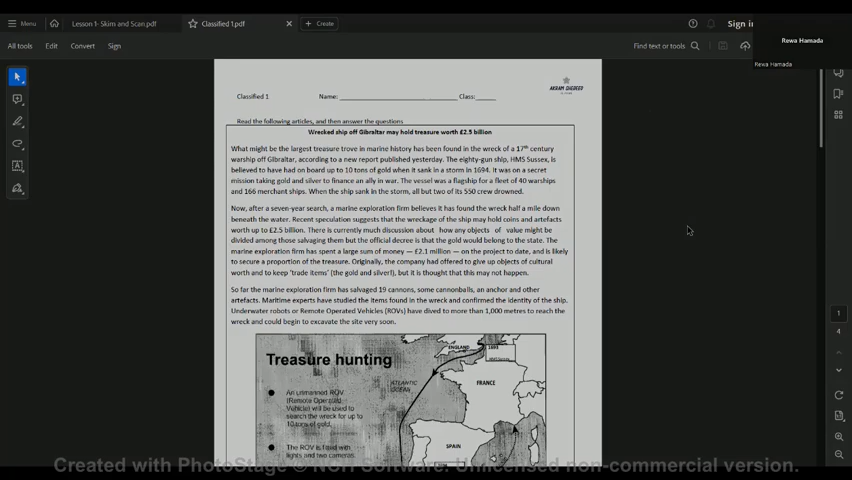 Menu
Lesson 1- Skim and Scan.pdf
Classified 1.pdf
Create
Sign in
Rewa Hamada
Rewa Hamada
All tools
Edit
Convert
Sign
Find text or tools
AKRAM
Classified 1
Name:
Class:
Read the following articles, and then answer the questions
Wrecked ship off Gibraltar may hold treasure worth £2.5 billion
What might be the largest treasure trove in marine history has been found in the wreck of a 17th century
warship off Gibraltar, according to a new report published yesterday. The eighty-gun ship, HMS Sussex, is
believed to have had on board up to 10 tons of gold when it sank in a storm in 1694. It was on a secret
mission taking gold and silver to finance an ally in war. The vessel was a flagship for a fleet of 40 warships
and 166 merchant ships. When the ship sank in the storm, all but two of its 550 crew drowned.
Now, after a seven-year search, a marine exploration firm believes it has found the wreck half a mile down
beneath the water. Recent speculation suggests that the wreckage of the ship may hold coins and artefacts
worth up to £2.5 billion. There is currently much discussion about how any objects of value might be
divided among those salvaging them but the official decree is that the gold would belong to the state. The
marine exploration firm has spent a large sum of money — £2.1 million — on the project to date, and is likely
to secure a proportion of the treasure. Originally, the company had offered to give up objects of cultural
worth and to keep 'trade items' (the gold and silver!), but it is thought that this may not happen.
So far the marine exploration firm has salvaged 19 cannons, some cannonballs, an anchor and other
artefacts. Maritime experts have studied the items found in the wreck and confirmed the identity of the ship.
Underwater robots or Remote Operated Vehicles (ROVs) have dived to more than 1,000 metres to reach the
wreck and could begin to excavate the site very soon.
Treasure hunting
An unmanned ROV
(Remote Operated
Vehicle) will be used to
search the wreck for up to
10 tons of gold.
The ROV is fitted with
lights and two cameras.
ENGLAND
ATLANTIC
OCEAN
FRANCE
SPAIN
1
4
Created with PhotoStage © NCH Software. Unlicensed non-commercial version.